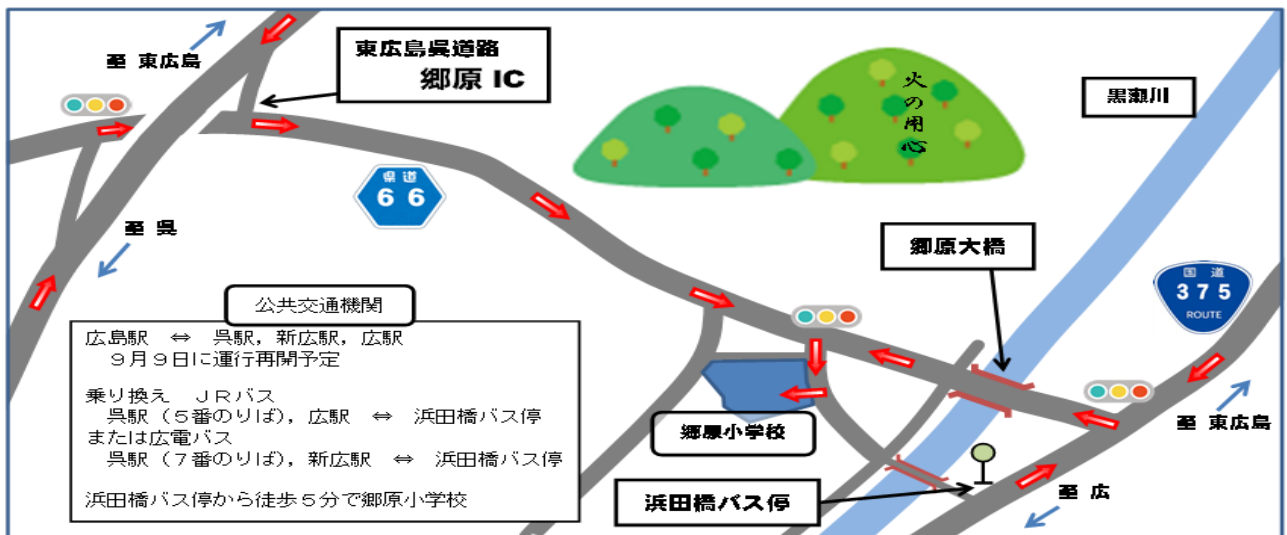 至 東広島
東広島呉道路
郷原 IC
火の用心
黒瀬川
県道
66
至 呉
郷原大橋
国道
375
ROUTE
公共交通機関
広島駅 ⇔ 呉駅，新広駅，広駅
９月９日に運行再開予定
乗り換え ＪＲバス
呉駅（５番のりば），広駅 ⇔ 浜田橋バス停
または広電バス
呉駅（７番のりば），新広駅 ⇔ 浜田橋バス停
浜田橋バス停から徒歩５分で郷原小学校
郷原小学校
至 東広島
浜田橋バス停
至 広